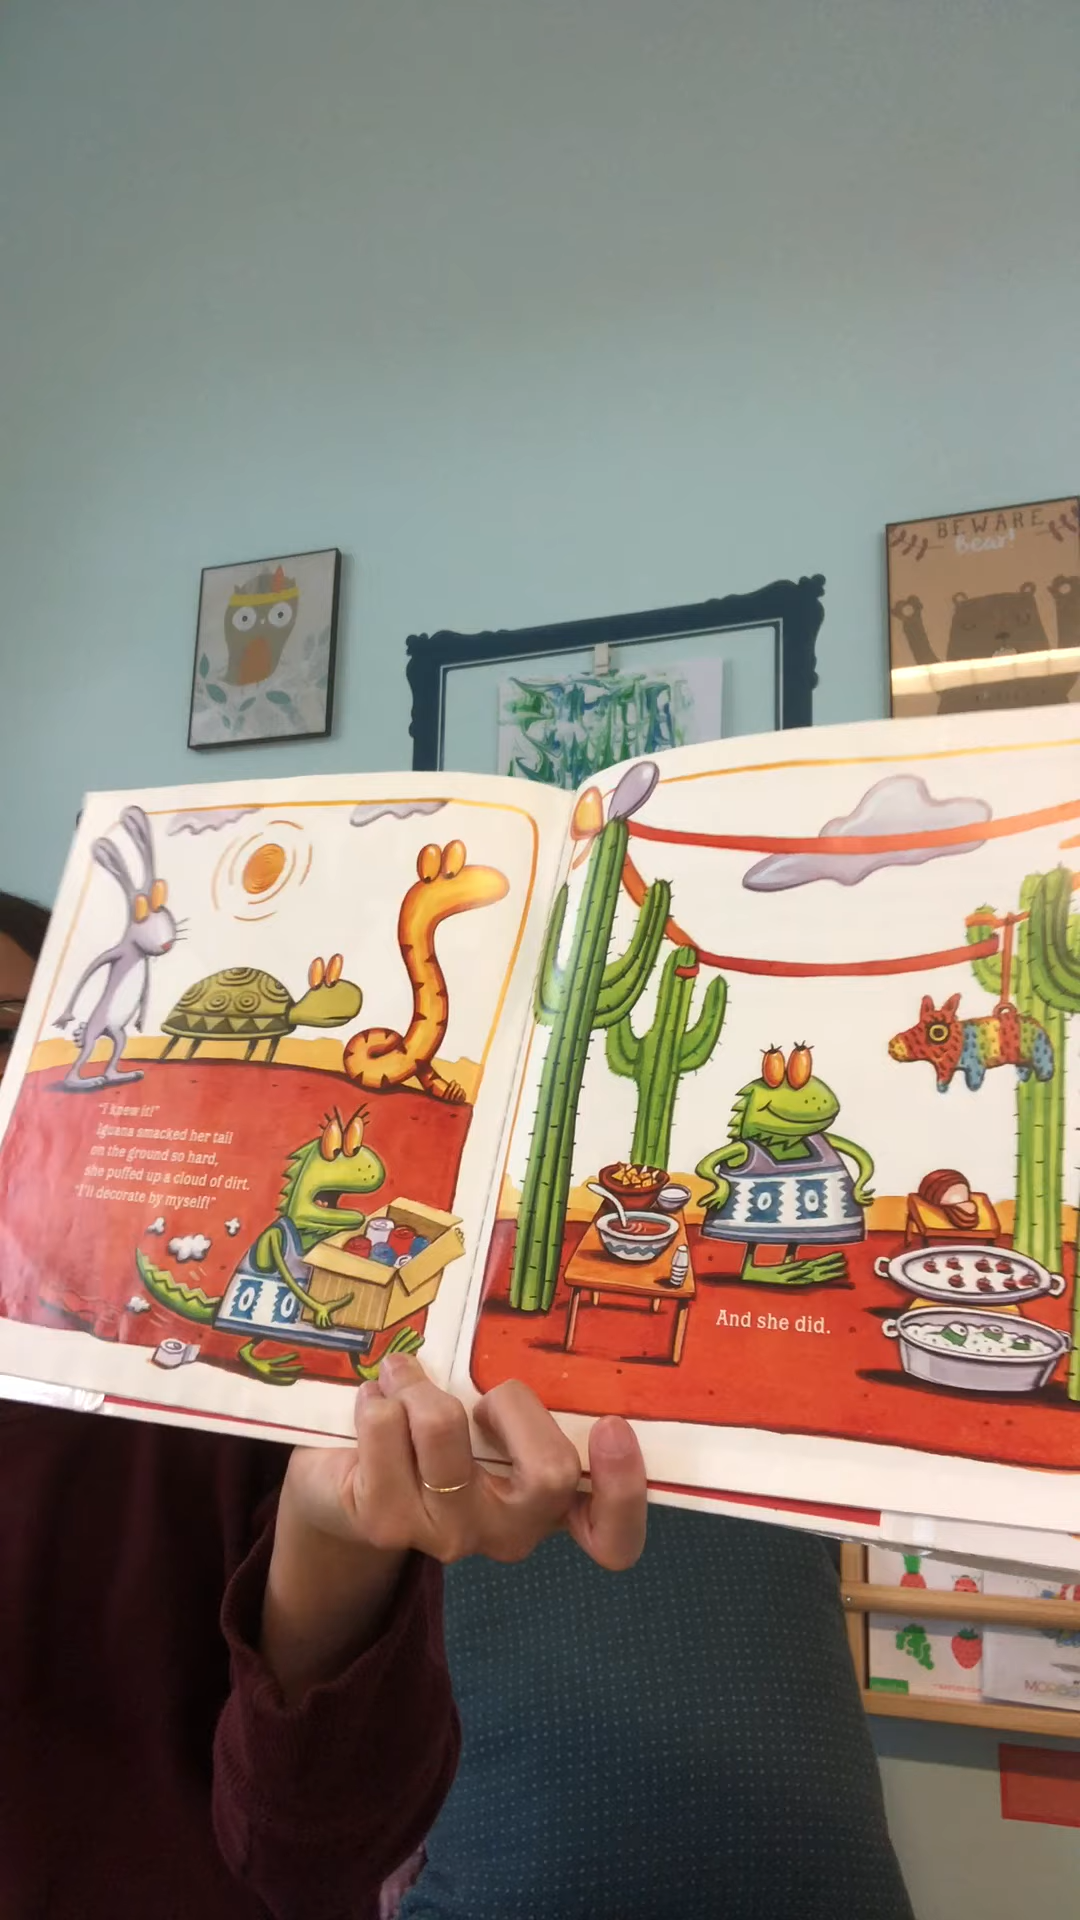 BEWARE
Bear!
"I knew it!"
Iguana smacked her tail
on the ground so hard,
she puffed up a cloud of dirt.
"I'll decorate by myself!"
And she did.